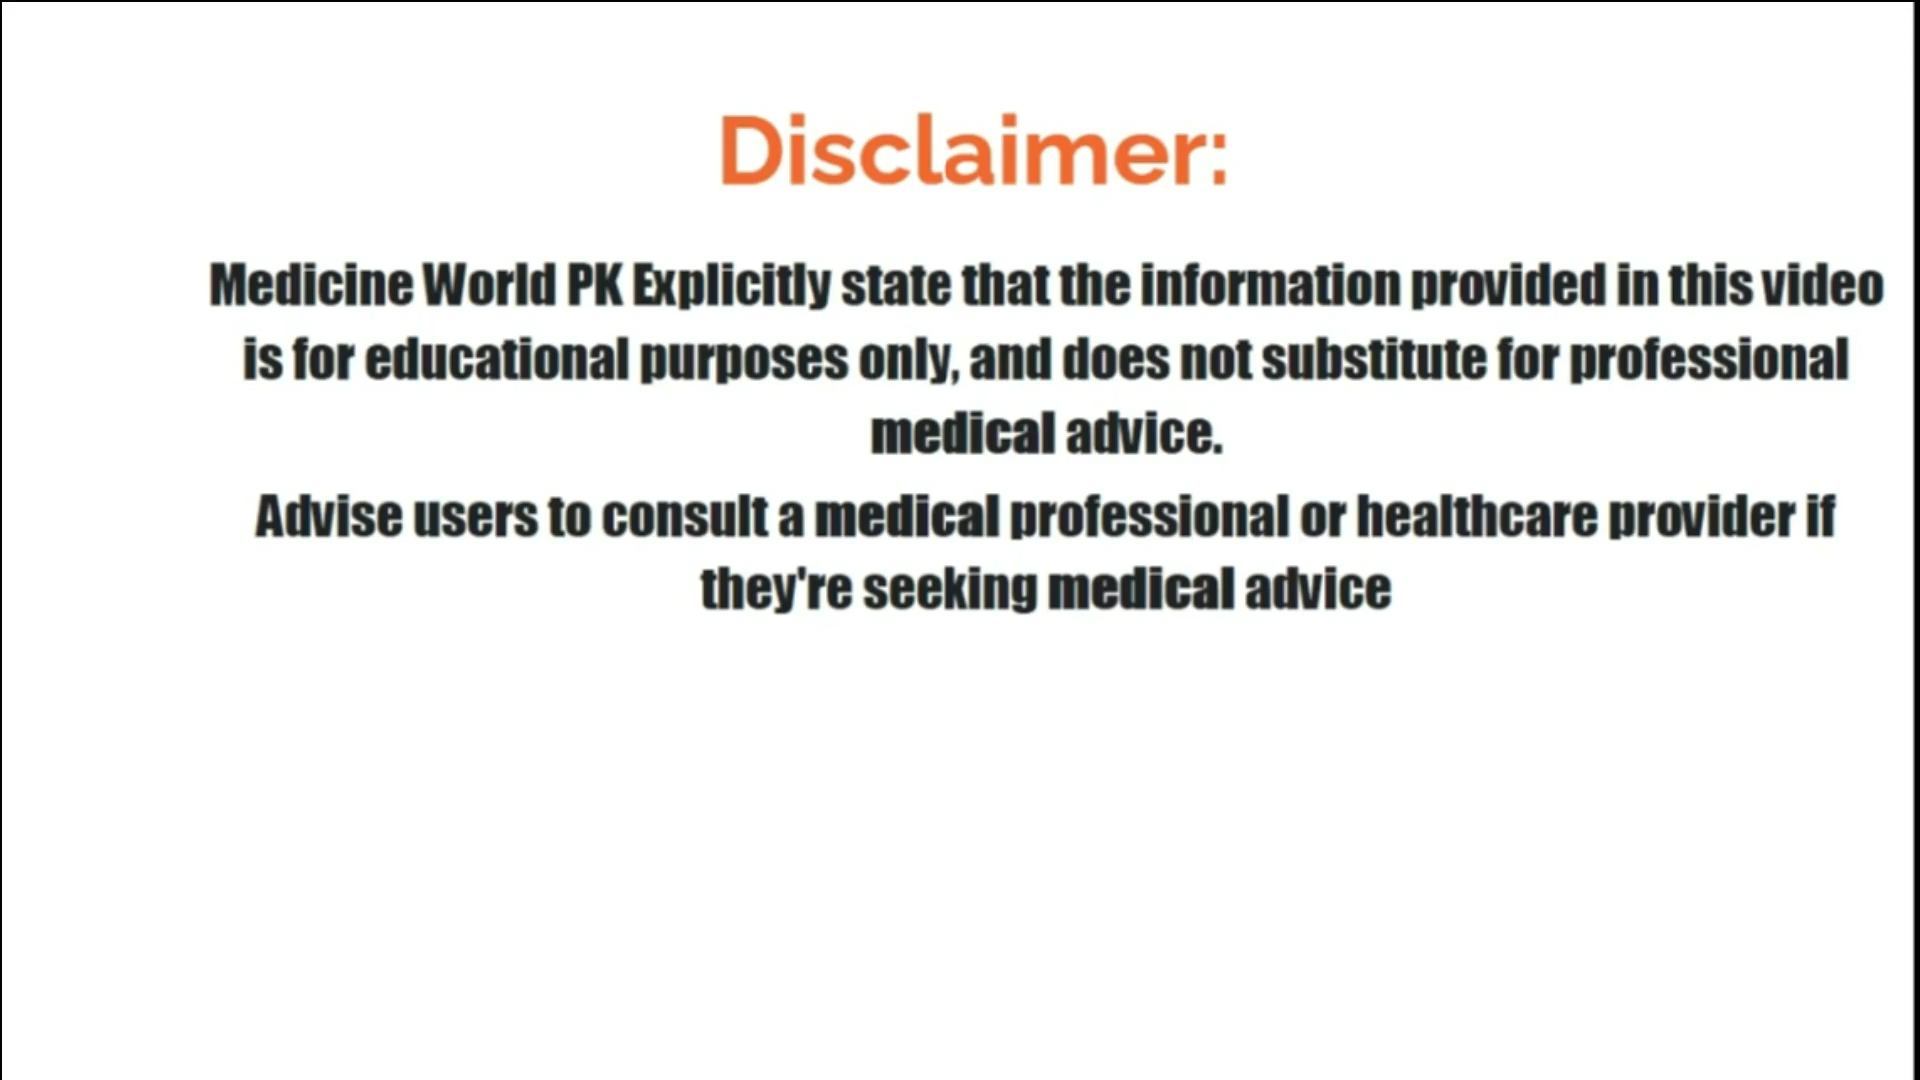 Disclaimer:
Medicine World PK Explicitly state that the information provided in this video
is for educational purposes only, and does not substitute for professional
medical advice.
Advise users to consult a medical professional or healthcare provider if
they're seeking medical advice